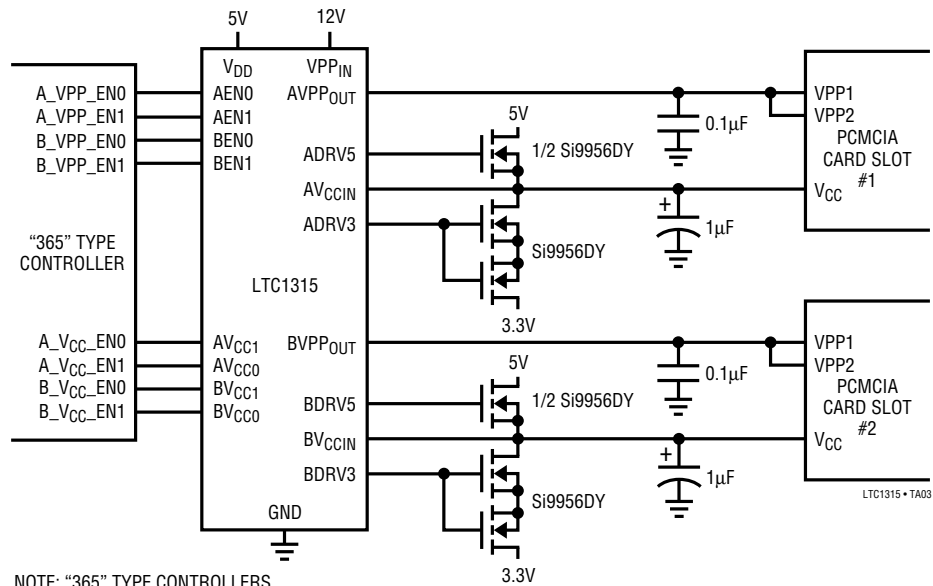 5V
12V
VDD
VPPIN
A_VPP_EN0
A_VPP_EN1
B_VPP_EN0
B_VPP_EN1
"365" TYPE
CONTROLLER
A_VCC_EN0
A_VCC_EN1
B_VCC_EN0
B_VCC_EN1
AEN0
AEN1
BEN0
BEN1
AVCC1
AVCC0
BVCC1
BVCC0
LTC1315
GND
AVPPOUT
ADRV5
AVCCIN
ADRV3
BVPPOUT
BDRV5
BVCCIN
BDRV3
5V
1/2 Si9956DY
Si9956DY
3.3V
0.1μF
+
1μF
VPP1
VPP2
PCMCIA
CARD SLOT
#1
VCC
5V
1/2 Si9956DY
Si9956DY
3.3V
0.1μF
+
1μF
VPP1
VPP2
PCMCIA
CARD SLOT
#2
VCC
LTC1315 • TA03
NOTE: "365" TYPE CONTROLLERS